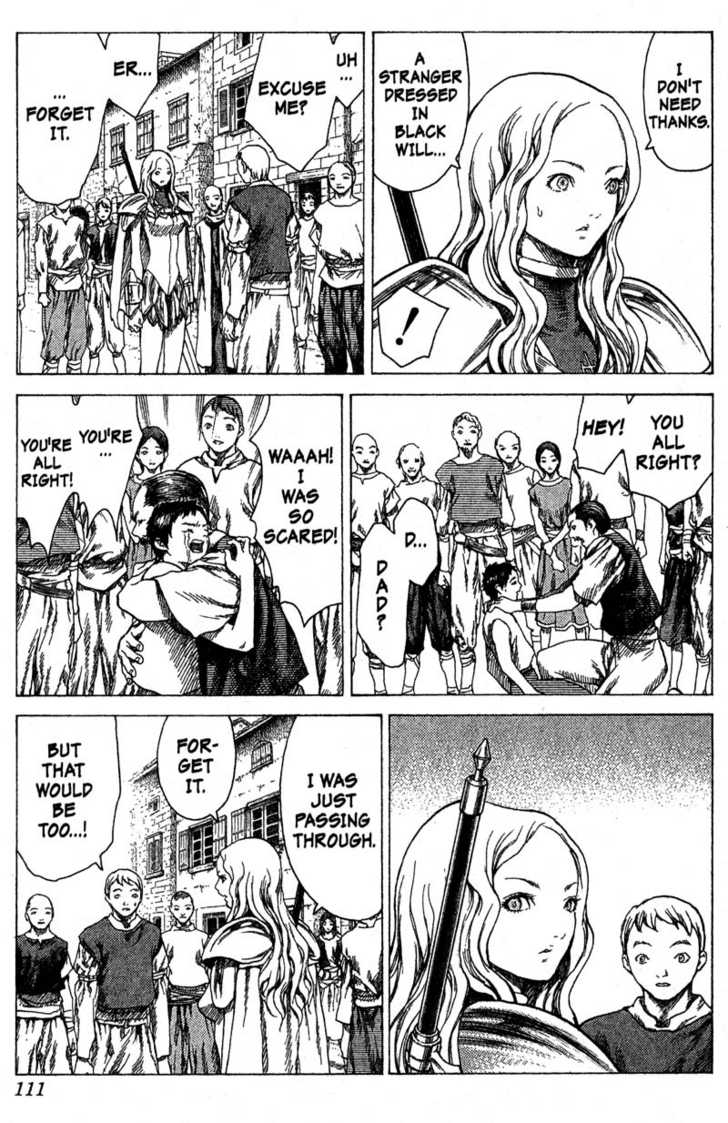 I
DON'T
NEED
THANKS.
A
STRANGER
DRESSED
IN
BLACK
WILL...
!
UH
...
EXCUSE
ME?
ER...
...
FORGET
IT.
YOU
ALL
RIGHT?
HEY!
D...
D
A
D?
WAAAH!
I
WAS
SO
SCARED!
YOU'RE
...
YOU'RE
ALL
RIGHT!
I WAS
JUST
PASSING
THROUGH.
FOR-
GET
IT.
BUT
THAT
WOULD
BE
TOO...!
111